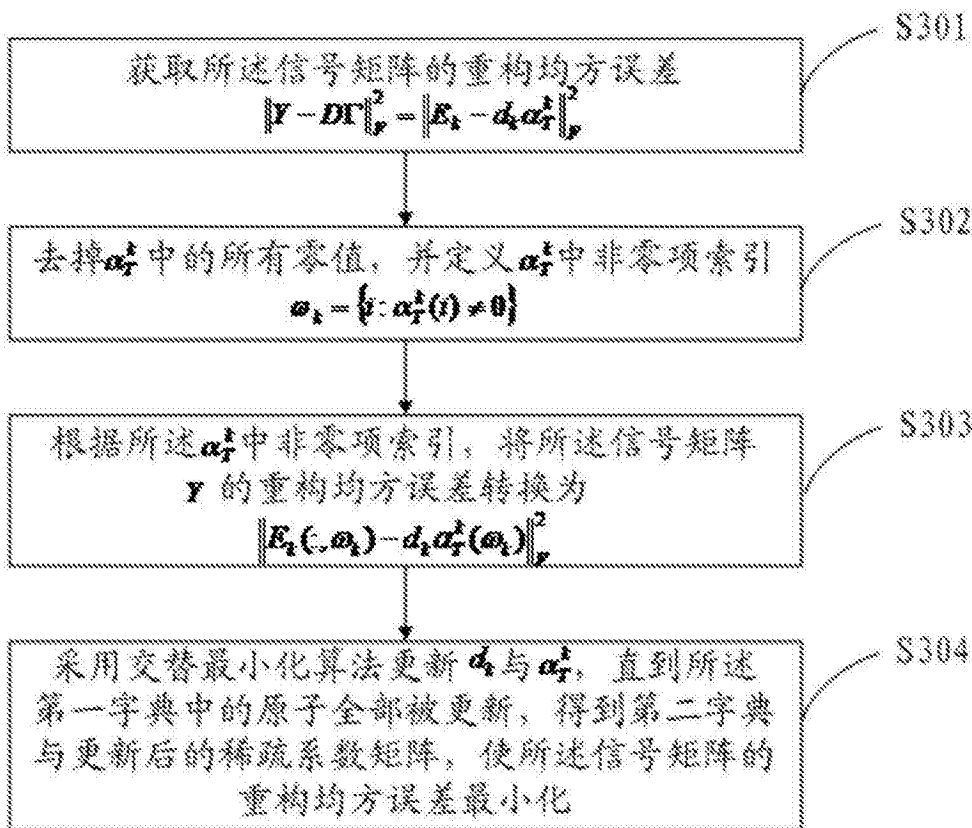 S301
获取所述信号矩阵的重构均方误差
‖Y − DΓ‖_F^2 = ‖E_k − d_k α_T^k‖_F^2
S302
去掉α_T^k中的所有零值，并定义α_T^k中非零项索引
ω_k = {i : α_T^k(i) ≠ 0}
S303
根据所述α_T^k中非零项索引，将所述信号矩阵
Y 的重构均方误差转换为
‖E_k(:,ω_k) − d_k α_T^k(ω_k)‖_F^2
S304
采用交替最小化算法更新 d_k 与 α_T^k，直到所述
第一字典中的原子全部被更新，得到第二字典
与更新后的稀疏系数矩阵，使所述信号矩阵的
重构均方误差最小化